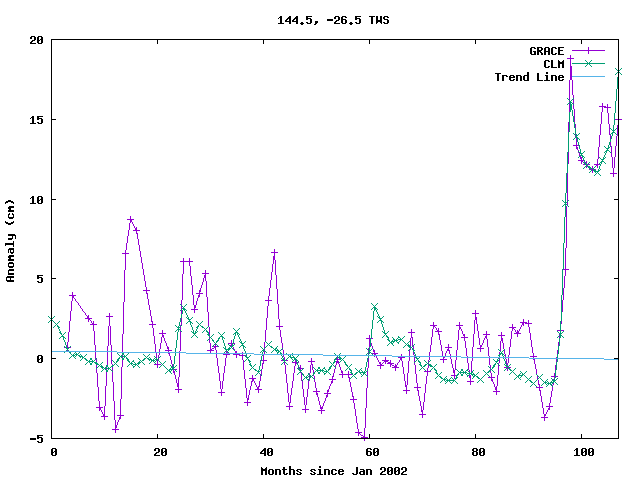 144.5, -26.5 TWS
GRACE
CLM
Trend Line
20
15
10
5
0
-5
Anomaly (cm)
0 20 40 60 80 100
Months since Jan 2002